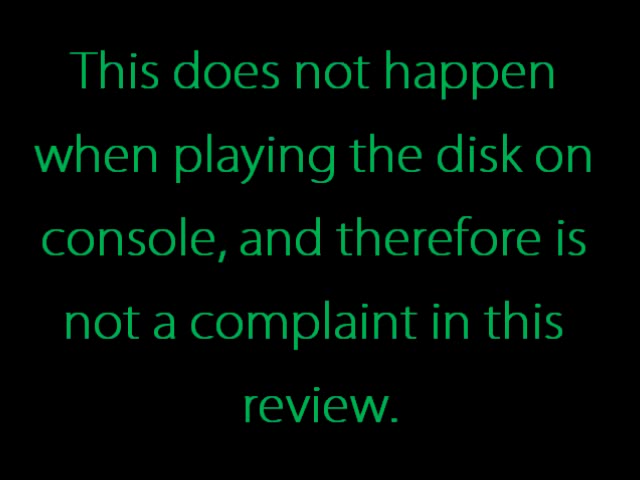 This does not happen
when playing the disk on
console, and therefore is
not a complaint in this
review.